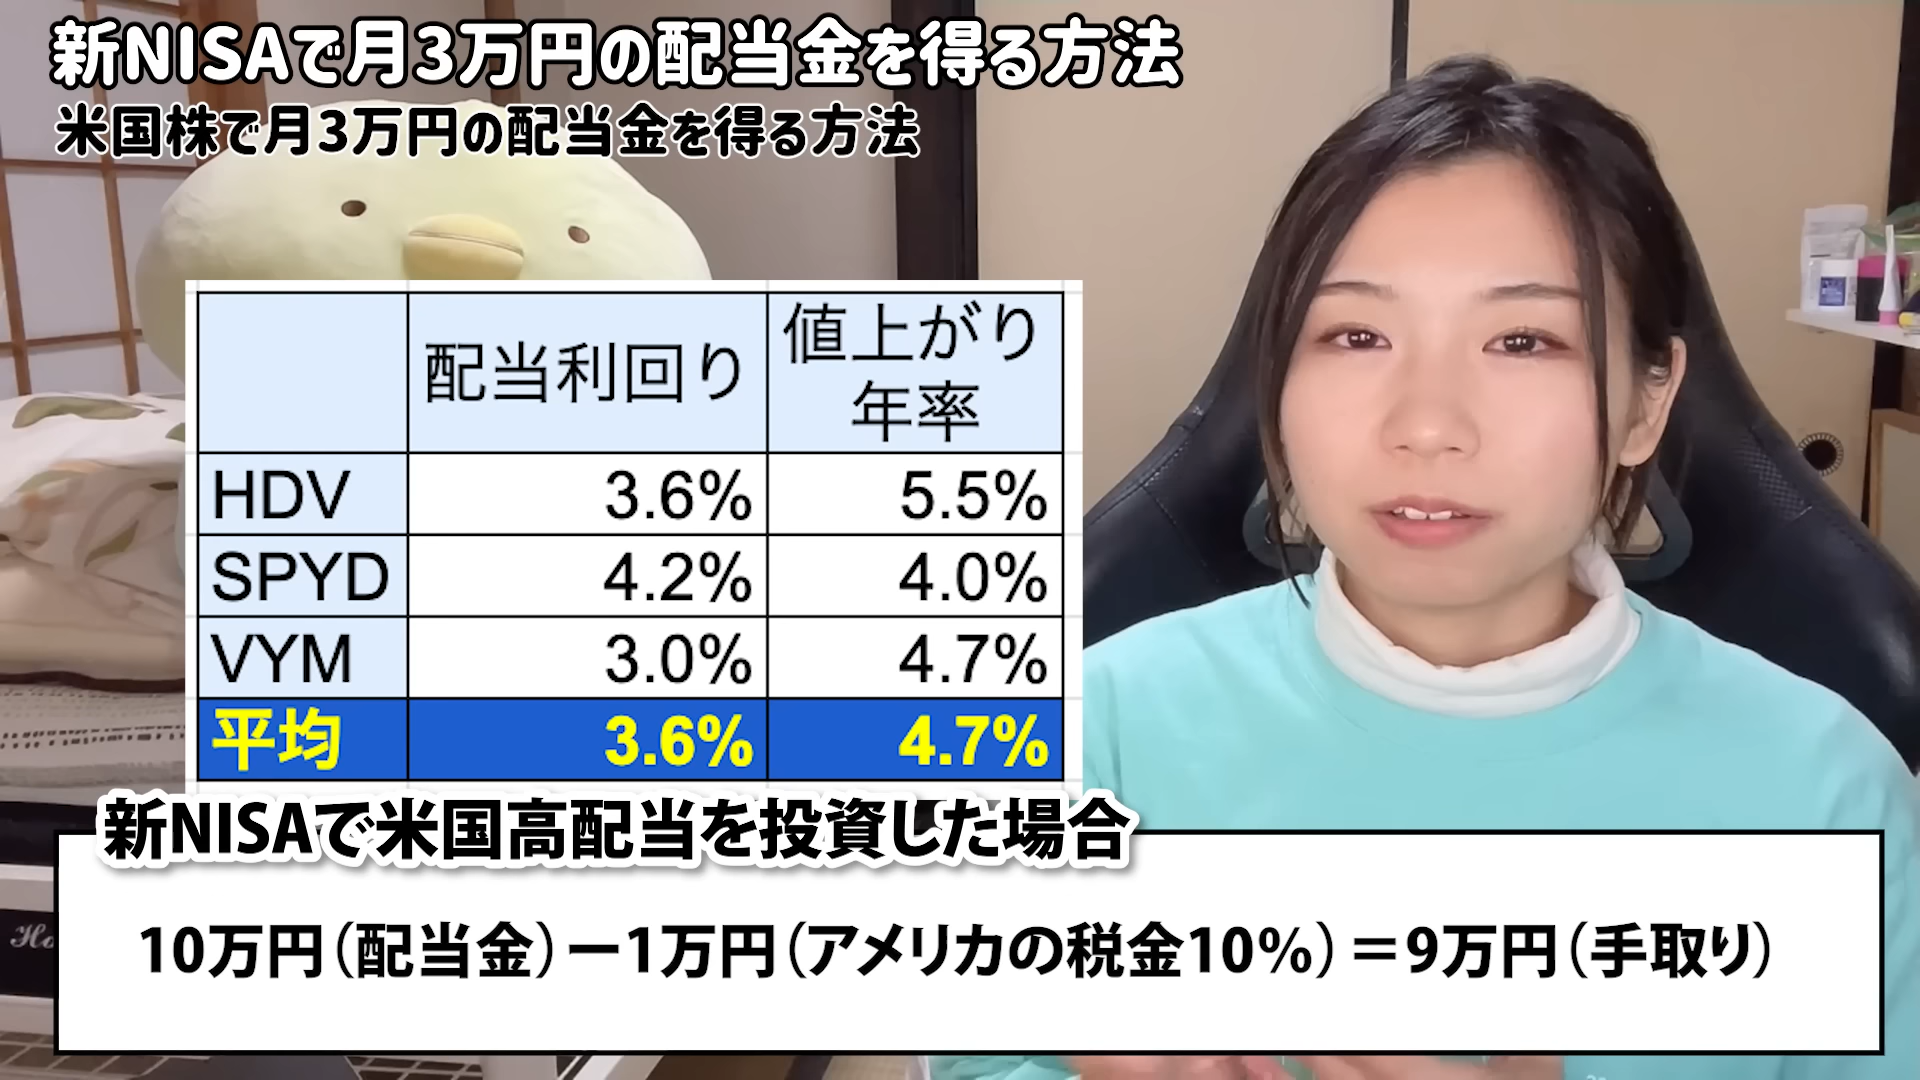 新NISAで月3万円の配当金を得る方法
米国株で月3万円の配当金を得る方法
配当利回り 値上がり
年率
HDV 3.6% 5.5%
SPYD 4.2% 4.0%
VYM 3.0% 4.7%
平均 3.6% 4.7%
新NISAで米国高配当を投資した場合
10万円(配当金)ー1万円(アメリカの税金10%)=9万円(手取り)